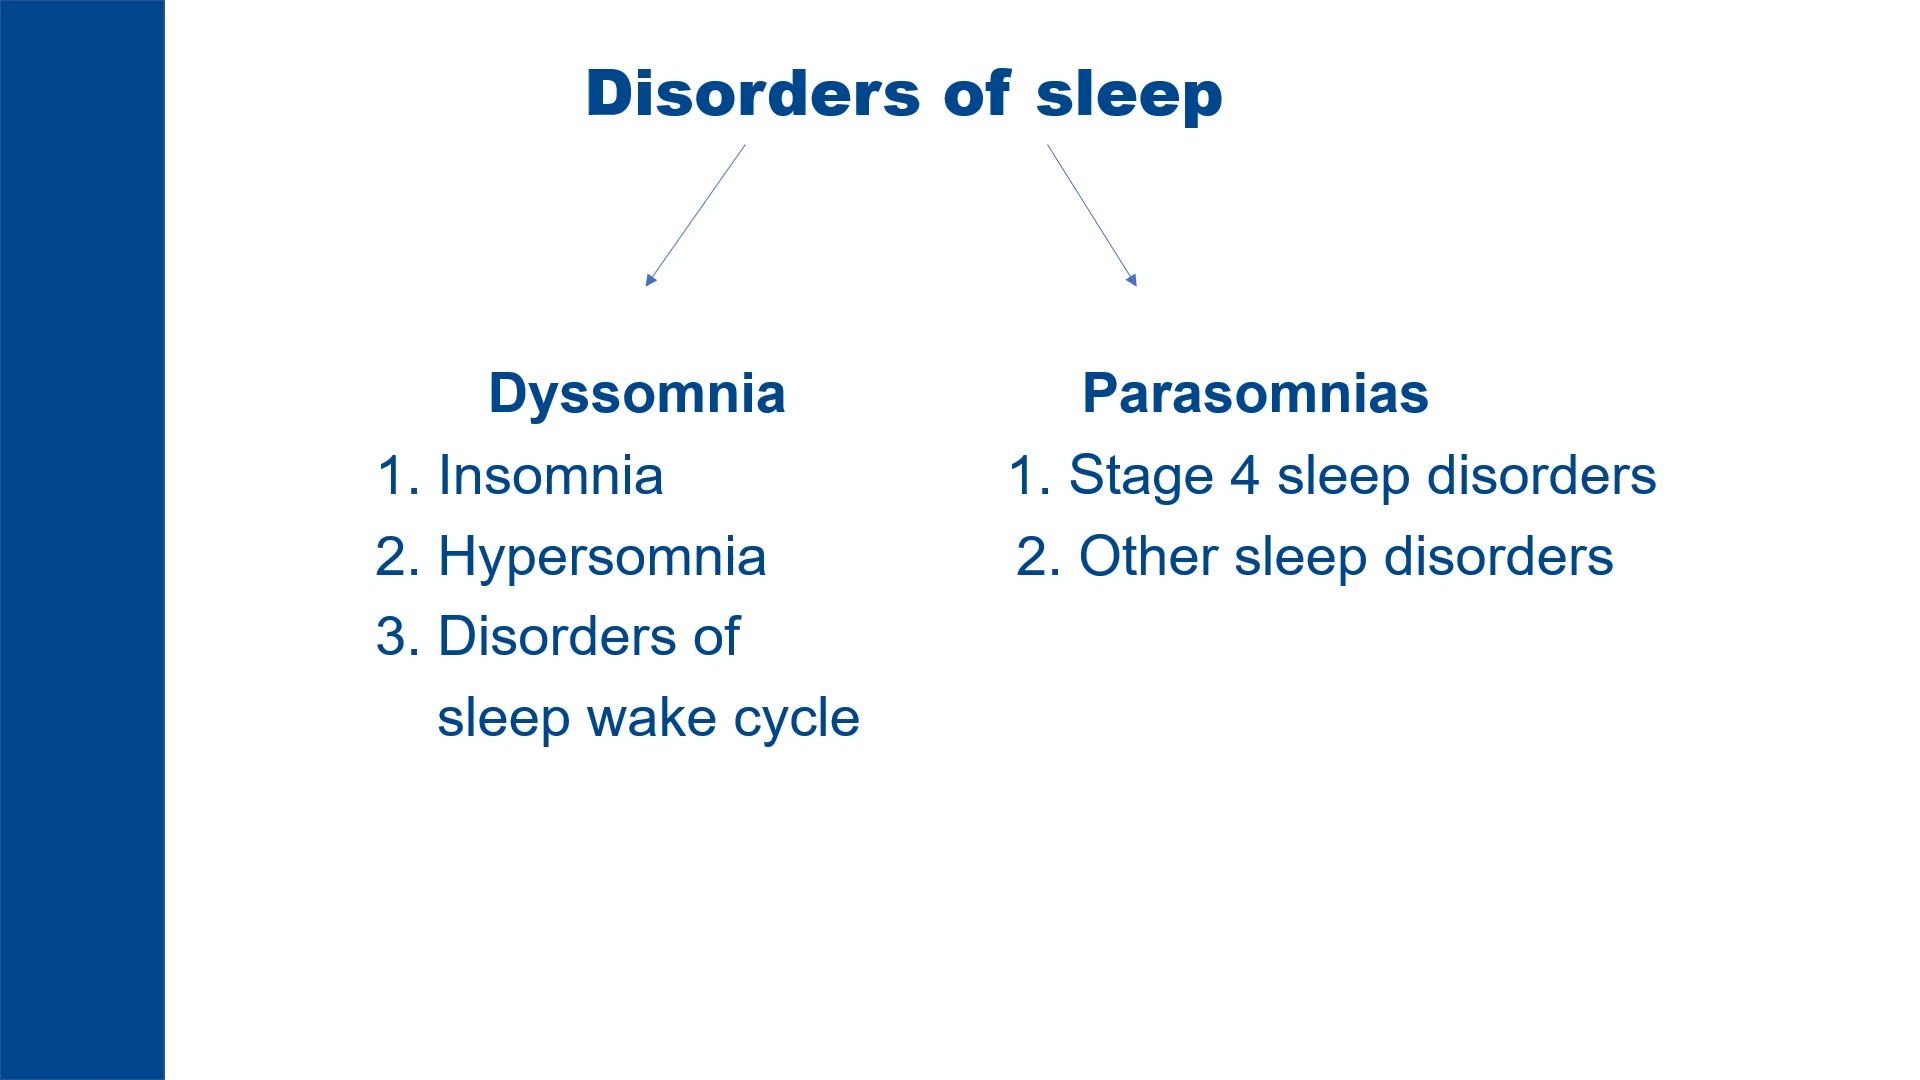 Disorders of sleep
Dyssomnia
1. Insomnia
2. Hypersomnia
3. Disorders of
sleep wake cycle
Parasomnias
1. Stage 4 sleep disorders
2. Other sleep disorders